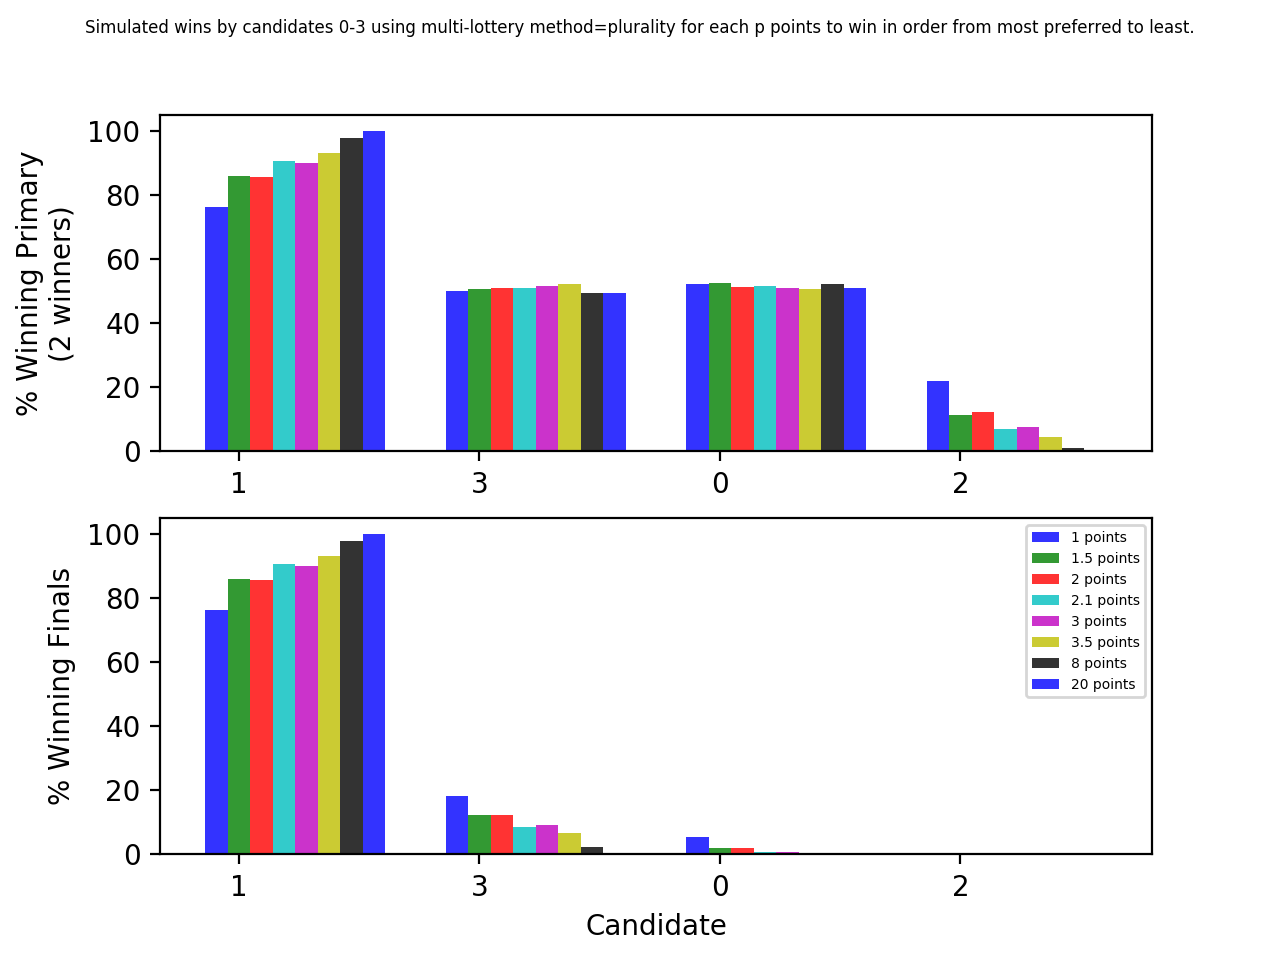 Simulated wins by candidates 0-3 using multi-lottery method=plurality for each p points to win in order from most preferred to least.
% Winning Primary
(2 winners)
100
80
60
40
20
0
1
3
0
2
% Winning Finals
100
80
60
40
20
0
1 points
1.5 points
2 points
2.1 points
3 points
3.5 points
8 points
20 points
1
3
0
2
Candidate